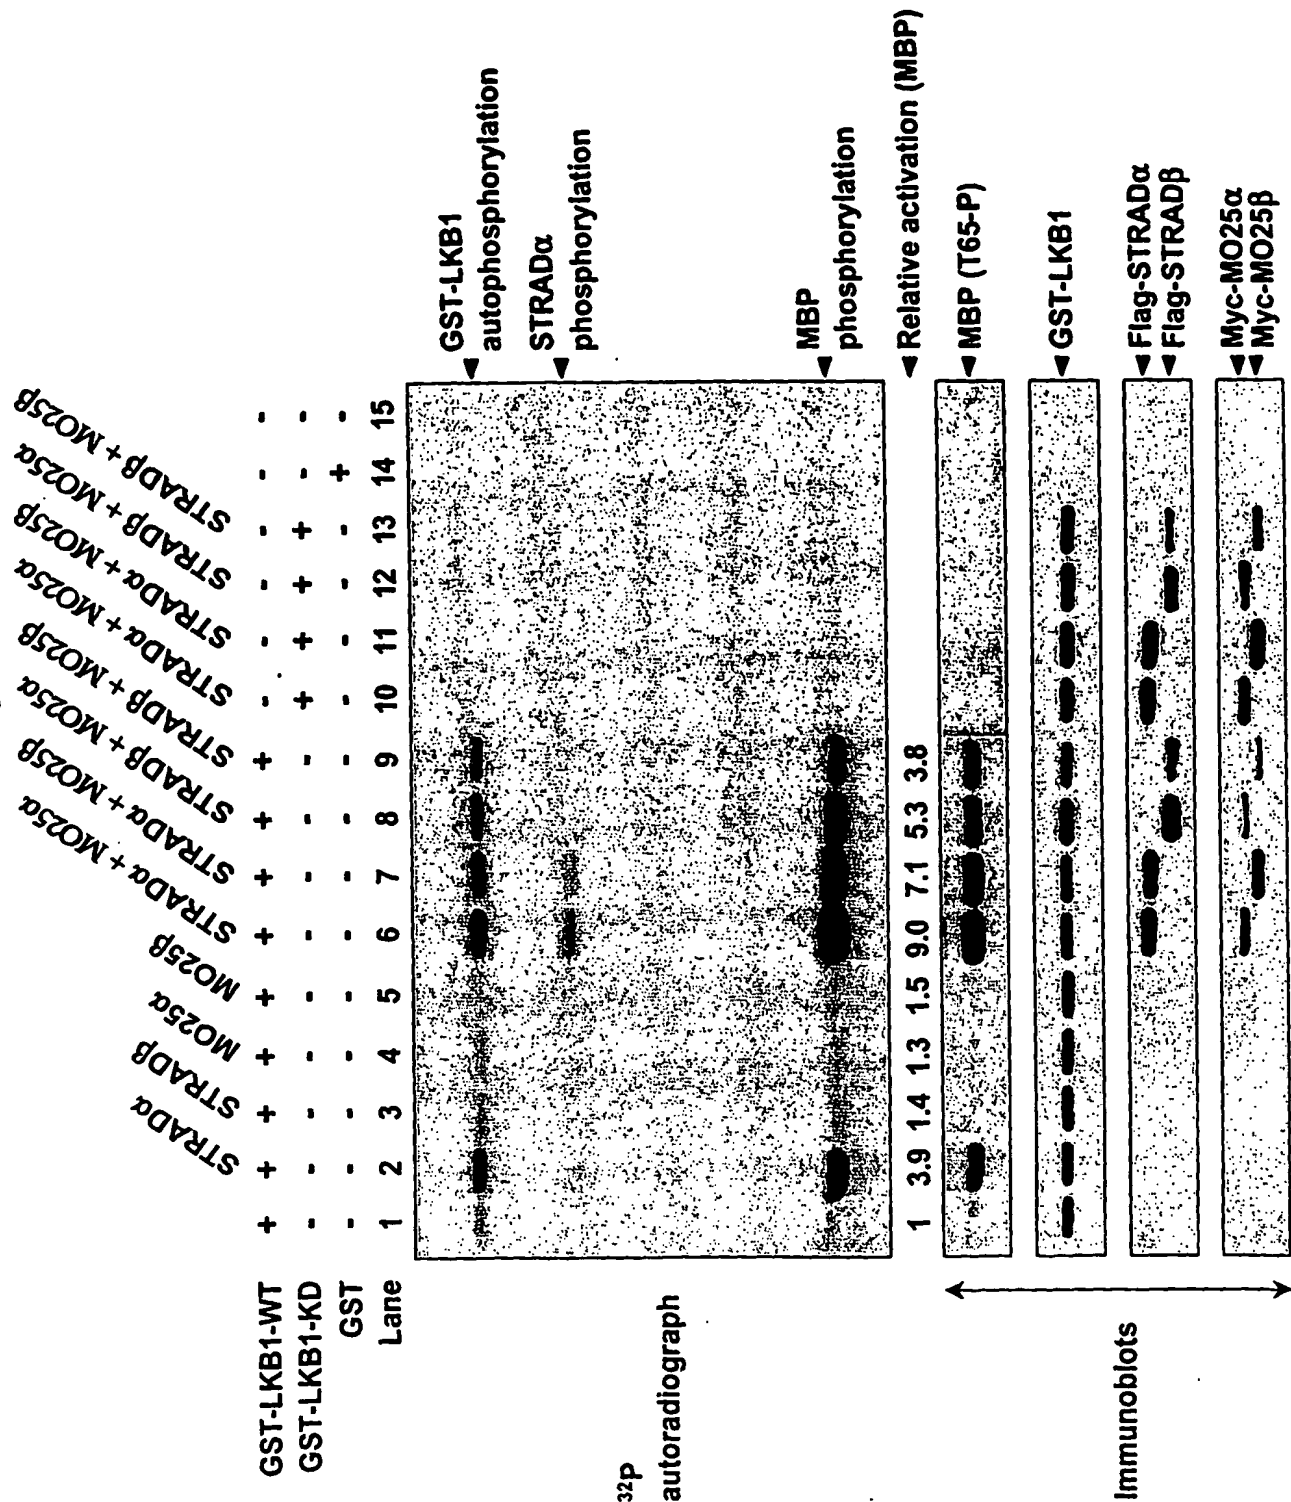 STRADα
STRADβ
MO25α
MO25β
STRADα + MO25α
STRADα + MO25β
STRADβ + MO25α
STRADβ + MO25β
STRADα + MO25α
STRADα + MO25β
STRADβ + MO25α
STRADβ + MO25β
GST-LKB1-WT + + + + + + + + + - - - - - -
GST-LKB1-KD - - - - - - - - - + + + + - -
GST - - - - - - - - - - - - - + -
Lane 1 2 3 4 5 6 7 8 9 10 11 12 13 14 15
32P
autoradiograph
GST-LKB1
autophosphorylation
STRADα
phosphorylation
MBP
phosphorylation
1 3.9 1.4 1.3 1.5 9.0 7.1 5.3 3.8 Relative activation (MBP)
Immunoblots
MBP (T65-P)
GST-LKB1
Flag-STRADα
Flag-STRADβ
Myc-MO25α
Myc-MO25β